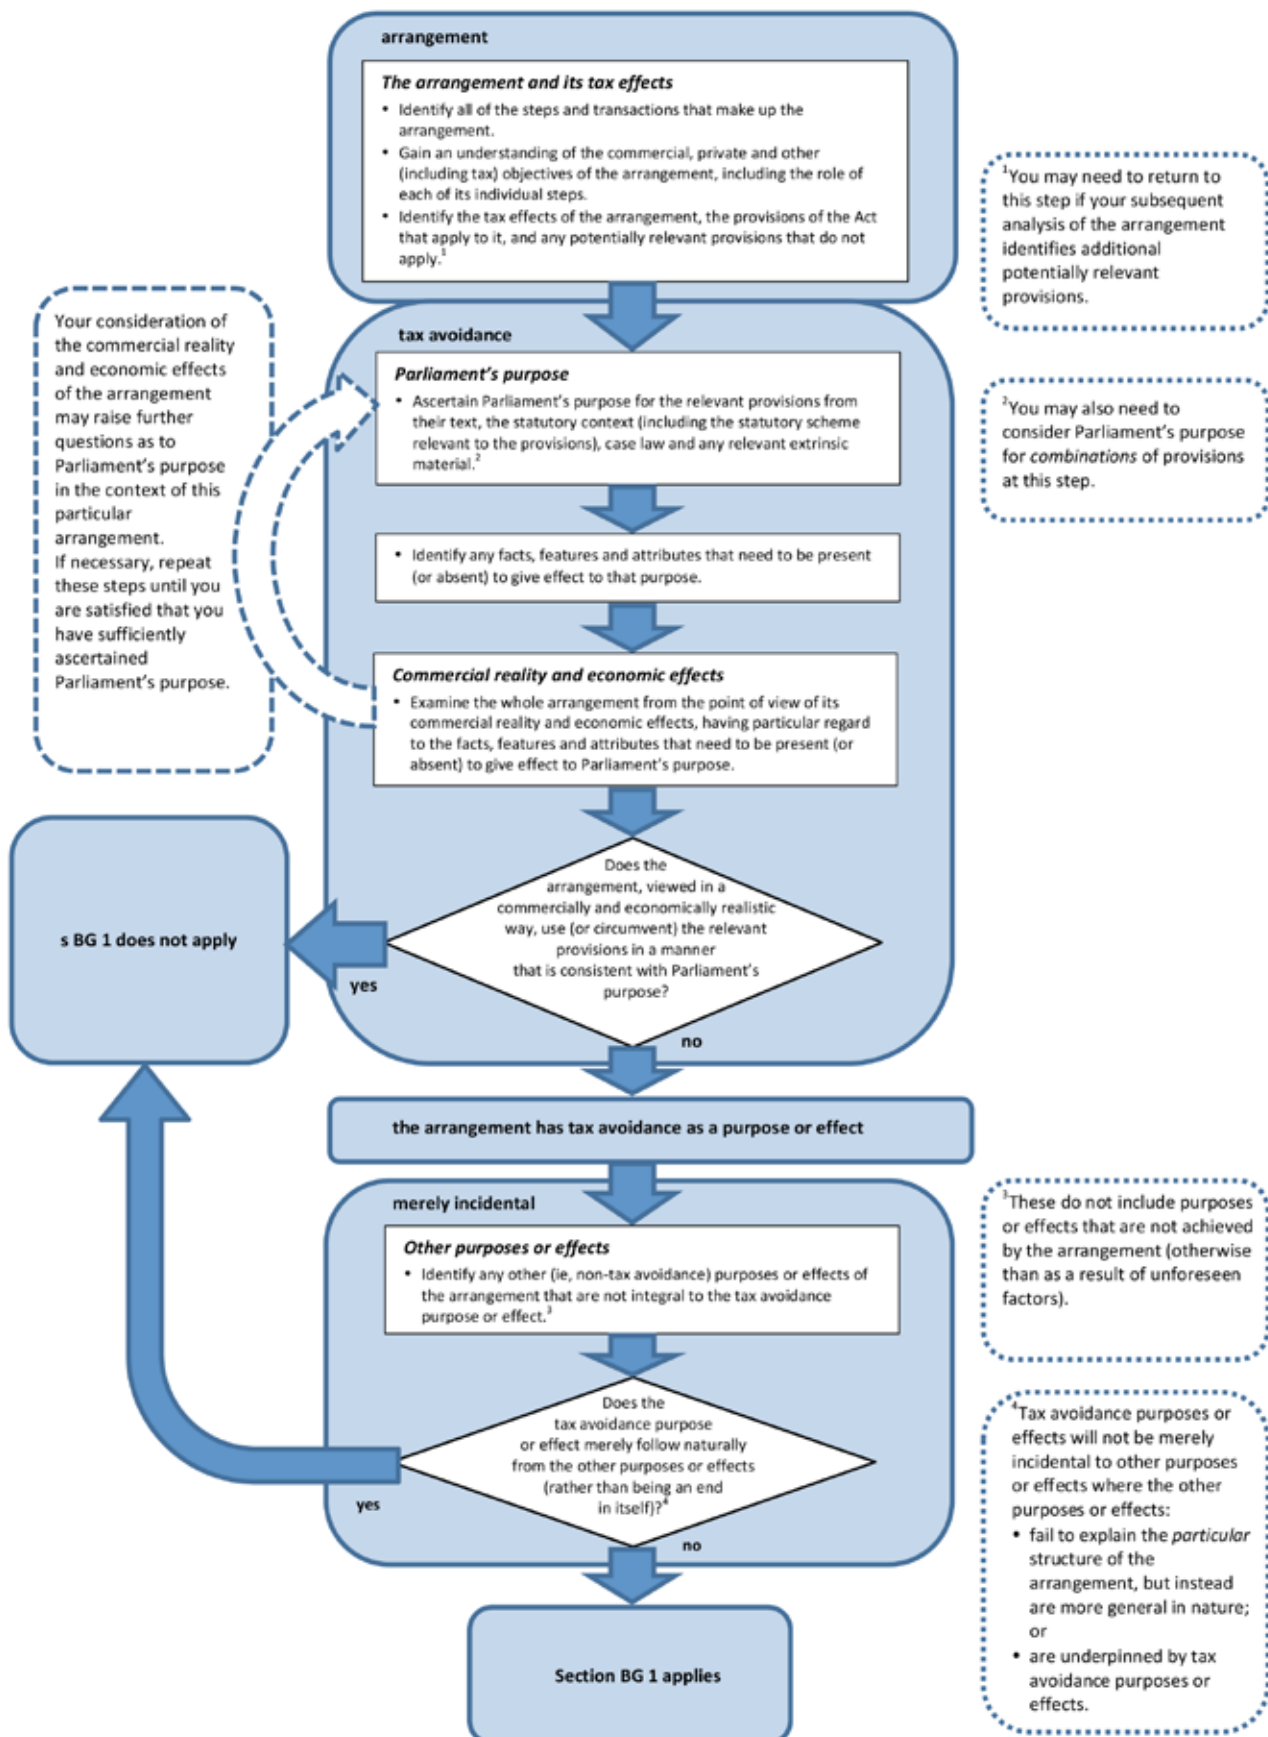 arrangement
The arrangement and its tax effects
• Identify all of the steps and transactions that make up the
arrangement.
• Gain an understanding of the commercial, private and other
(including tax) objectives of the arrangement, including the role of
each of its individual steps.
• Identify the tax effects of the arrangement, the provisions of the Act
that apply to it, and any potentially relevant provisions that do not
apply.1
1You may need to return to
this step if your subsequent
analysis of the arrangement
identifies additional
potentially relevant
provisions.
Your consideration of
the commercial reality
and economic effects
of the arrangement
may raise further
questions as to
Parliament's purpose
in the context of this
particular
arrangement.
If necessary, repeat
these steps until you
are satisfied that you
have sufficiently
ascertained
Parliament's purpose.
tax avoidance
Parliament's purpose
• Ascertain Parliament's purpose for the relevant provisions from
their text, the statutory context (including the statutory scheme
relevant to the provisions), case law and any relevant extrinsic
material.2
2You may also need to
consider Parliament's purpose
for combinations of provisions
at this step.
• Identify any facts, features and attributes that need to be present
(or absent) to give effect to that purpose.
Commercial reality and economic effects
• Examine the whole arrangement from the point of view of its
commercial reality and economic effects, having particular regard
to the facts, features and attributes that need to be present (or
absent) to give effect to Parliament's purpose.
Does the
arrangement, viewed in a
commercially and economically realistic
way, use (or circumvent) the relevant
provisions in a manner
that is consistent with Parliament's
purpose?
yes
s BG 1 does not apply
no
the arrangement has tax avoidance as a purpose or effect
merely incidental
Other purposes or effects
• Identify any other (ie, non-tax avoidance) purposes or effects of
the arrangement that are not integral to the tax avoidance
purpose or effect.3
3These do not include purposes
or effects that are not achieved
by the arrangement (otherwise
than as a result of unforeseen
factors).
Does the
tax avoidance purpose
or effect merely follow naturally
from the other purposes or effects
(rather than being an end
in itself)?4
yes
no
4Tax avoidance purposes or
effects will not be merely
incidental to other purposes
or effects where the other
purposes or effects:
• fail to explain the particular
structure of the
arrangement, but instead
are more general in nature;
or
• are underpinned by tax
avoidance purposes or
effects.
Section BG 1 applies